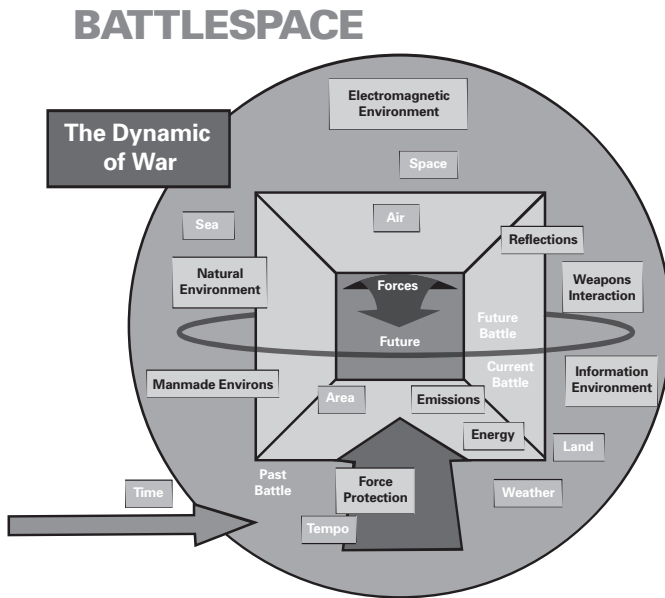 BATTLESPACE
Electromagnetic
Environment
The Dynamic
of War
Space
Air
Sea
Reflections
Natural
Environment
Weapons
Interaction
Forces
Future
Battle
Future
Current
Battle
Information
Environment
Manmade Environs
Area
Emissions
Energy
Land
Past
Battle
Force
Protection
Time
Weather
Tempo